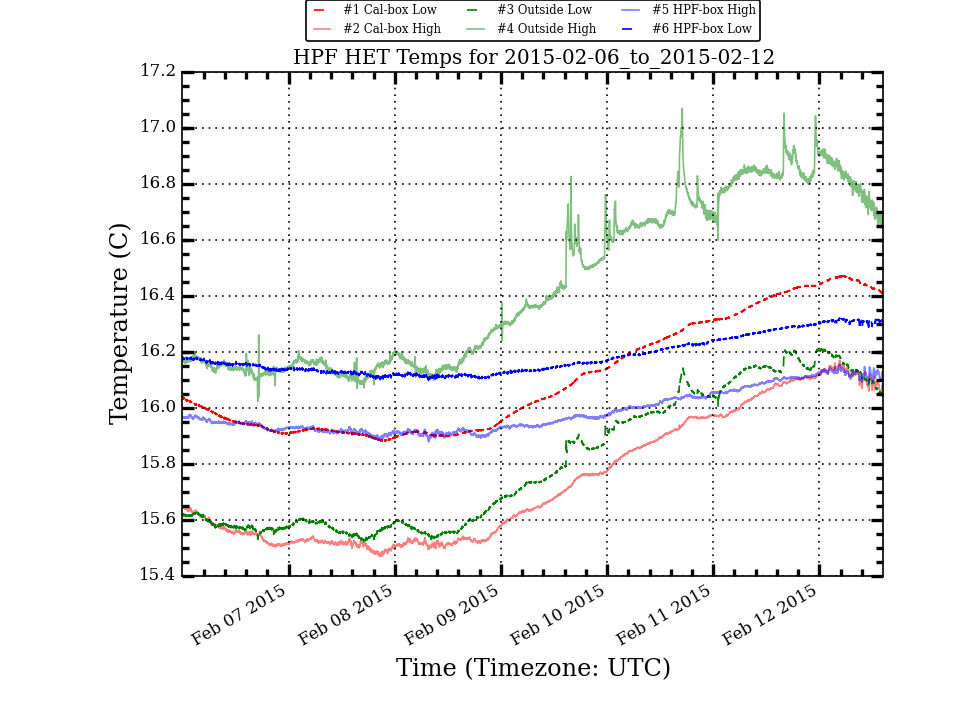 #1 Cal-box Low #3 Outside Low #5 HPF-box High
#2 Cal-box High #4 Outside High #6 HPF-box Low
HPF HET Temps for 2015-02-06_to_2015-02-12
17.2
17.0
16.8
16.6
16.4
16.2
16.0
15.8
15.6
15.4
Temperature (C)
Feb 07 2015 Feb 08 2015 Feb 09 2015 Feb 10 2015 Feb 11 2015 Feb 12 2015
Time (Timezone: UTC)